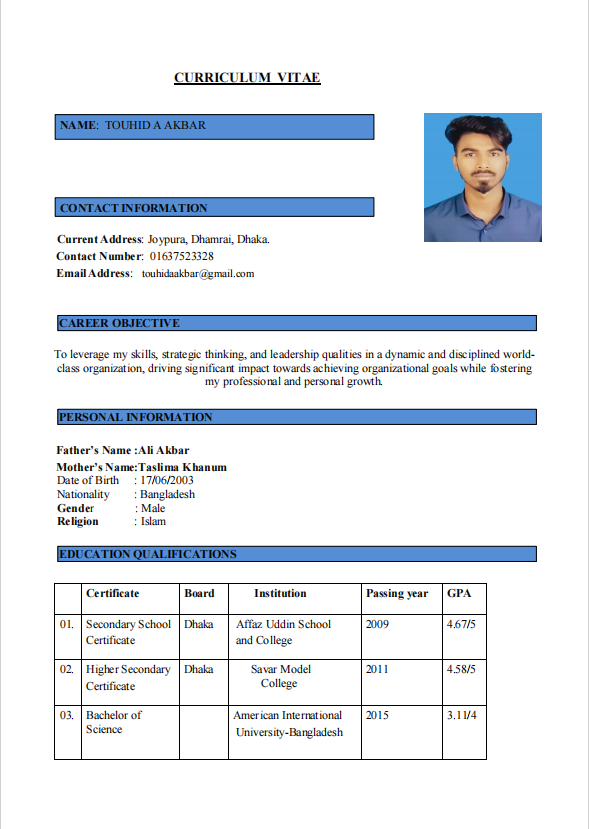 CURRICULUM VITAE
NAME: TOUHID A AKBAR
CONTACT INFORMATION
Current Address: Joypura, Dhamrai, Dhaka.
Contact Number: 01637523328
Email Address: touhidaakbar@gmail.com
CAREER OBJECTIVE
To leverage my skills, strategic thinking, and leadership qualities in a dynamic and disciplined world-
class organization, driving significant impact towards achieving organizational goals while fostering
my professional and personal growth.
PERSONAL INFORMATION
Father's Name :Ali Akbar
Mother's Name:Taslima Khanum
Date of Birth : 17/06/2003
Nationality : Bangladesh
Gender : Male
Religion : Islam
EDUCATION QUALIFICATIONS
Certificate Board Institution Passing year GPA
01. Secondary School Dhaka Affaz Uddin School 2009 4.67/5
Certificate and College
02. Higher Secondary Dhaka Savar Model 2011 4.58/5
Certificate College
03. Bachelor of American International 2015 3.11/4
Science University-Bangladesh